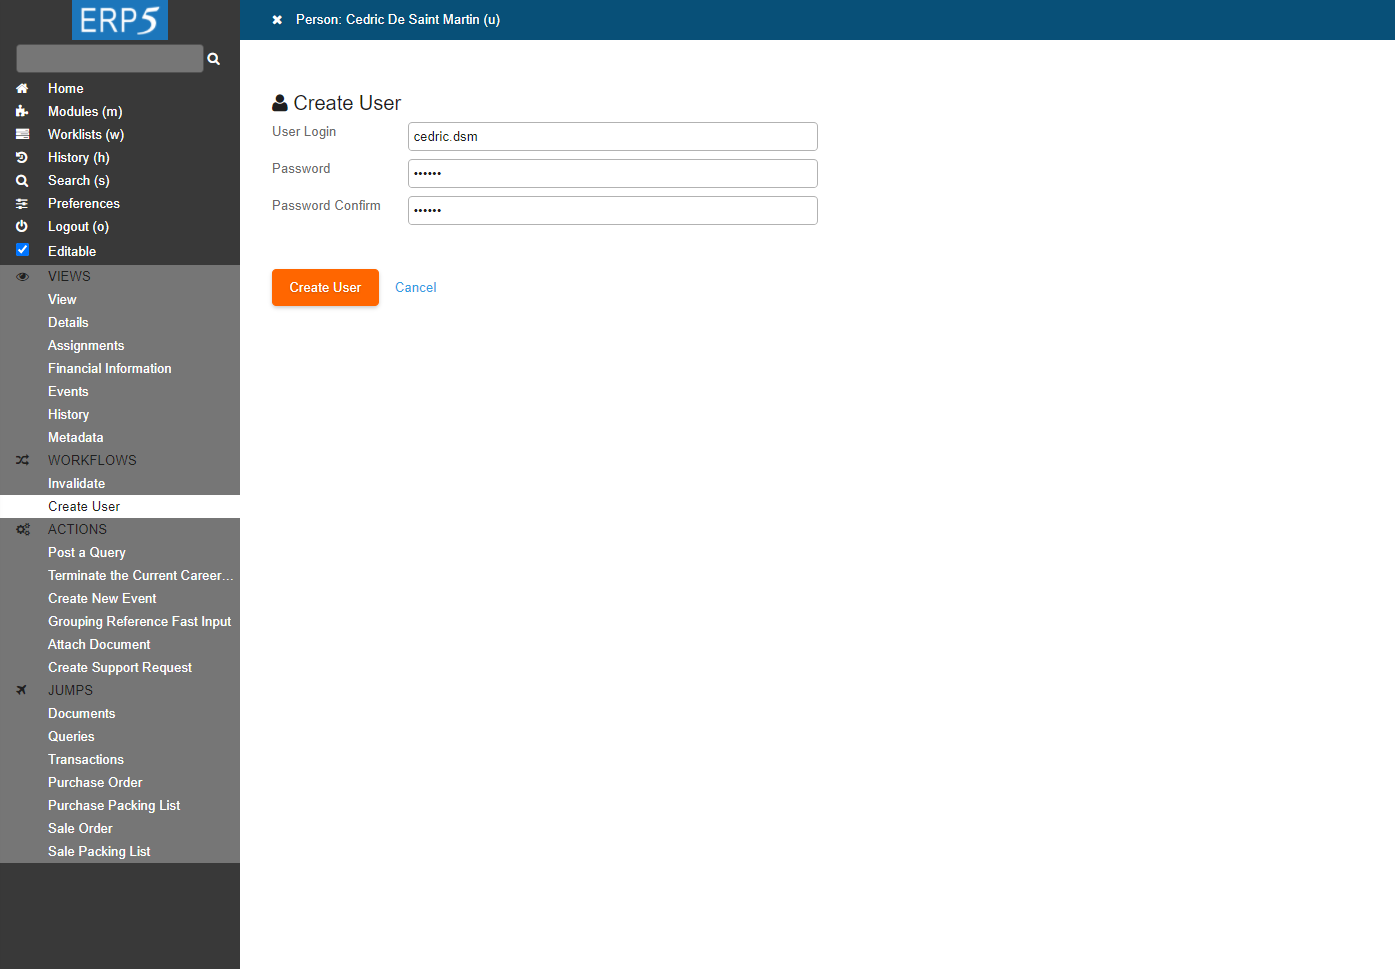 ERP5
Home
Modules (m)
Worklists (w)
History (h)
Search (s)
Preferences
Logout (o)
Editable
VIEWS
View
Details
Assignments
Financial Information
Events
History
Metadata
WORKFLOWS
Invalidate
Create User
ACTIONS
Post a Query
Terminate the Current Career...
Create New Event
Grouping Reference Fast Input
Attach Document
Create Support Request
JUMPS
Documents
Queries
Transactions
Purchase Order
Purchase Packing List
Sale Order
Sale Packing List
Person: Cedric De Saint Martin (u)
Create User
User Login cedric.dsm
Password ••••••
Password Confirm ••••••
Create User Cancel